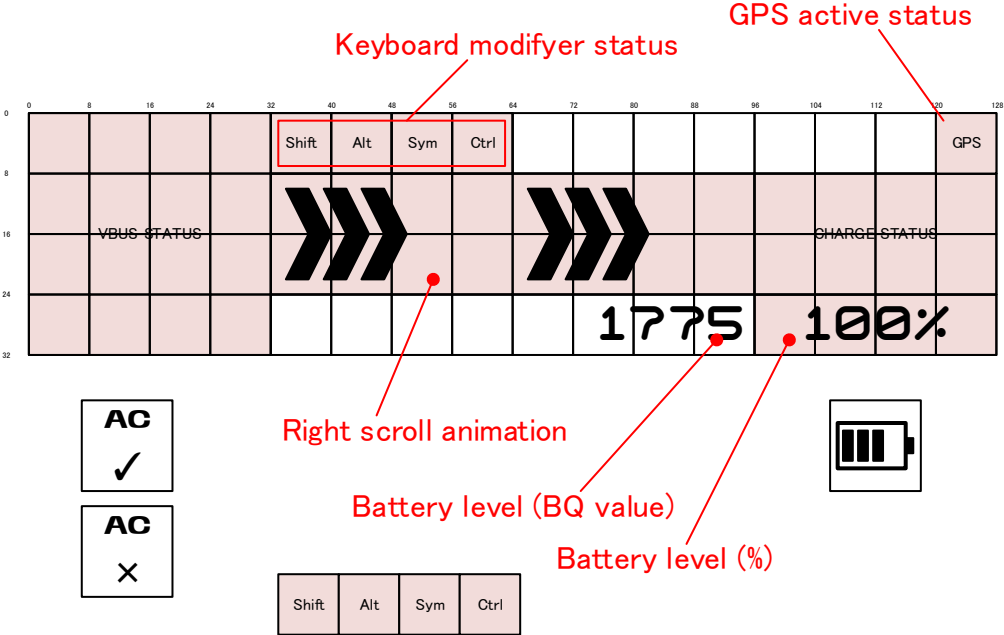 GPS active status
Keyboard modifyer status
0 8 16 24 32 40 48 56 64 72 80 88 96 104 112 120 128
0
Shift Alt Sym Ctrl GPS
8
16
VBUS STATUS CHARGE STATUS
24
1775 100%
32
AC
✓
Right scroll animation
Battery level (BQ value)
AC
×
Battery level (%)
Shift Alt Sym Ctrl